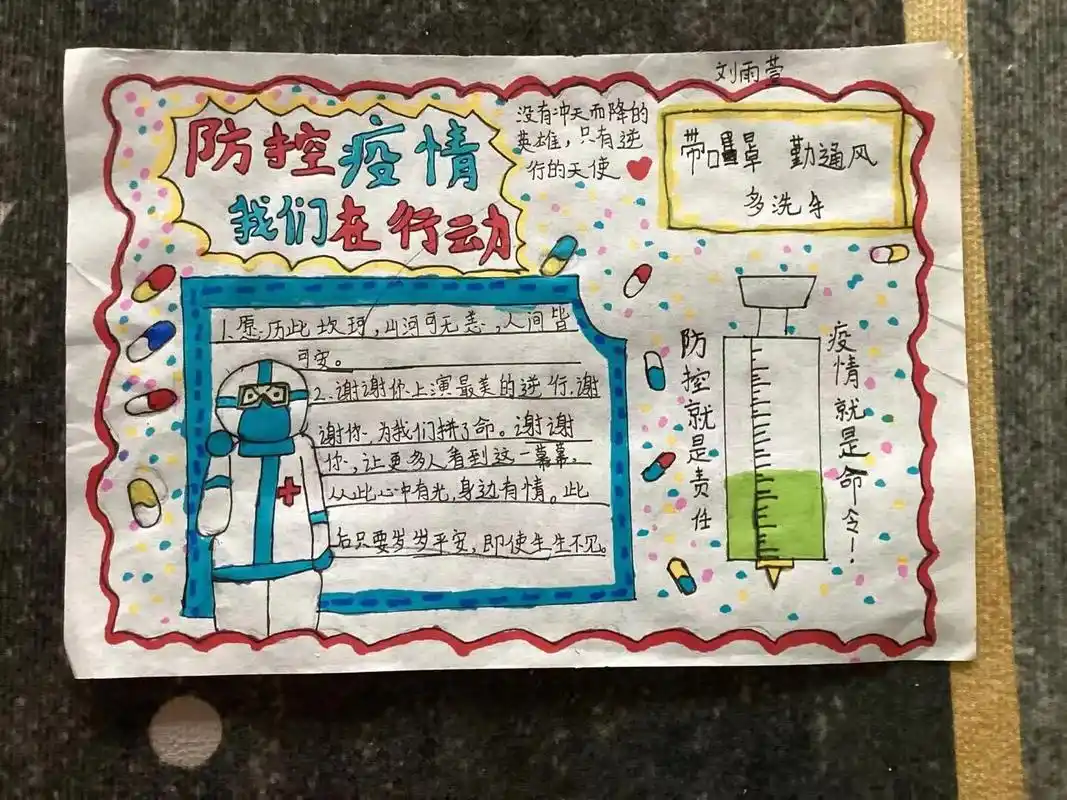 刘雨萱
防控疫情
我们在行动
没有冲天而降的
英雄，只有逆
行的天使
带口罩 勤通风
多洗手
1.愿历此坎坷，山河可无恙，人间皆
可安。
2.谢谢你上演最美的逆行，谢
谢你，为我们拼了命。谢谢
你，让更多人看到这一幕幕，
从此心中有光，身边有情。此
后只要岁岁平安，即使生生不见。
防控就是责任
疫情就是命令！